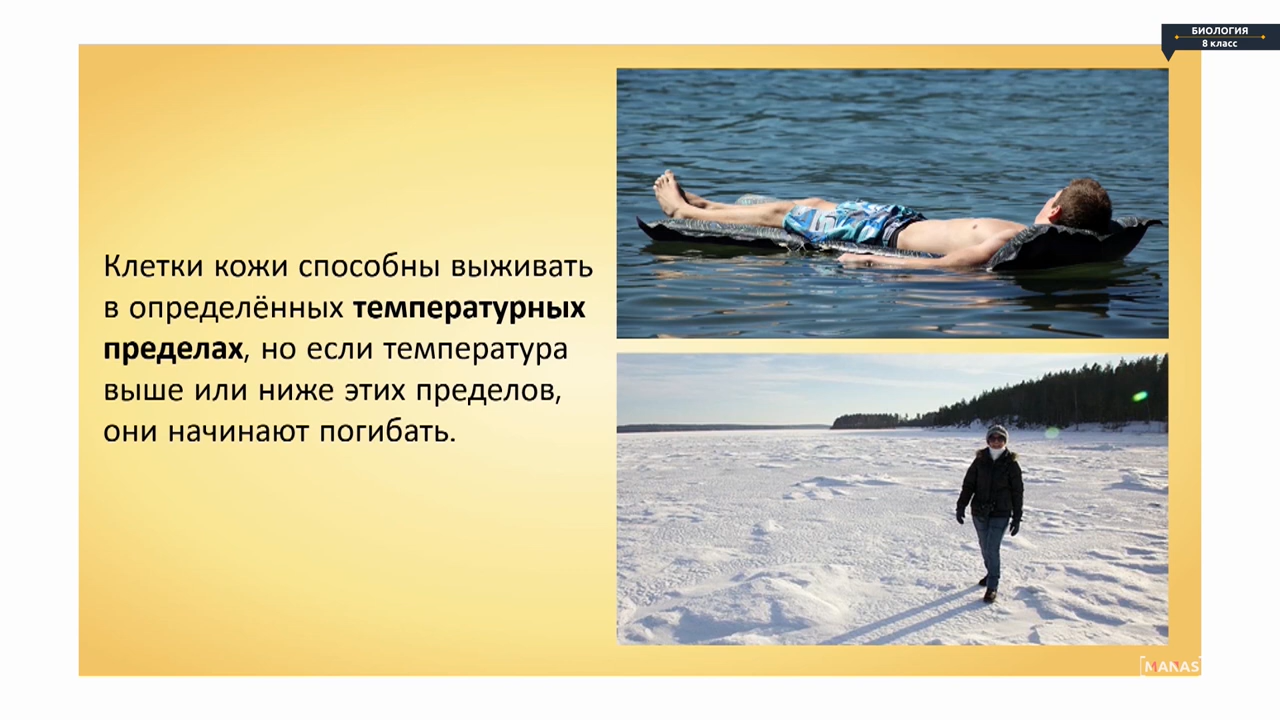 БИОЛОГИЯ
8 класс
Клетки кожи способны выживать
в определённых температурных
пределах, но если температура
выше или ниже этих пределов,
они начинают погибать.
MANAS